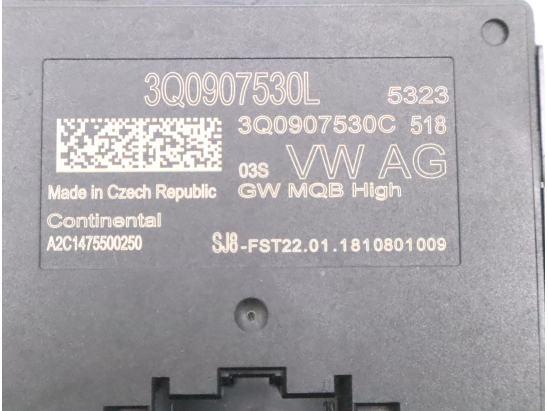 3Q0907530L 5323
3Q0907530C 518
03S VW AG
Made in Czech Republic GW MQB High
Continental
A2C1475500250 SJ8-FST22.01.1810801009